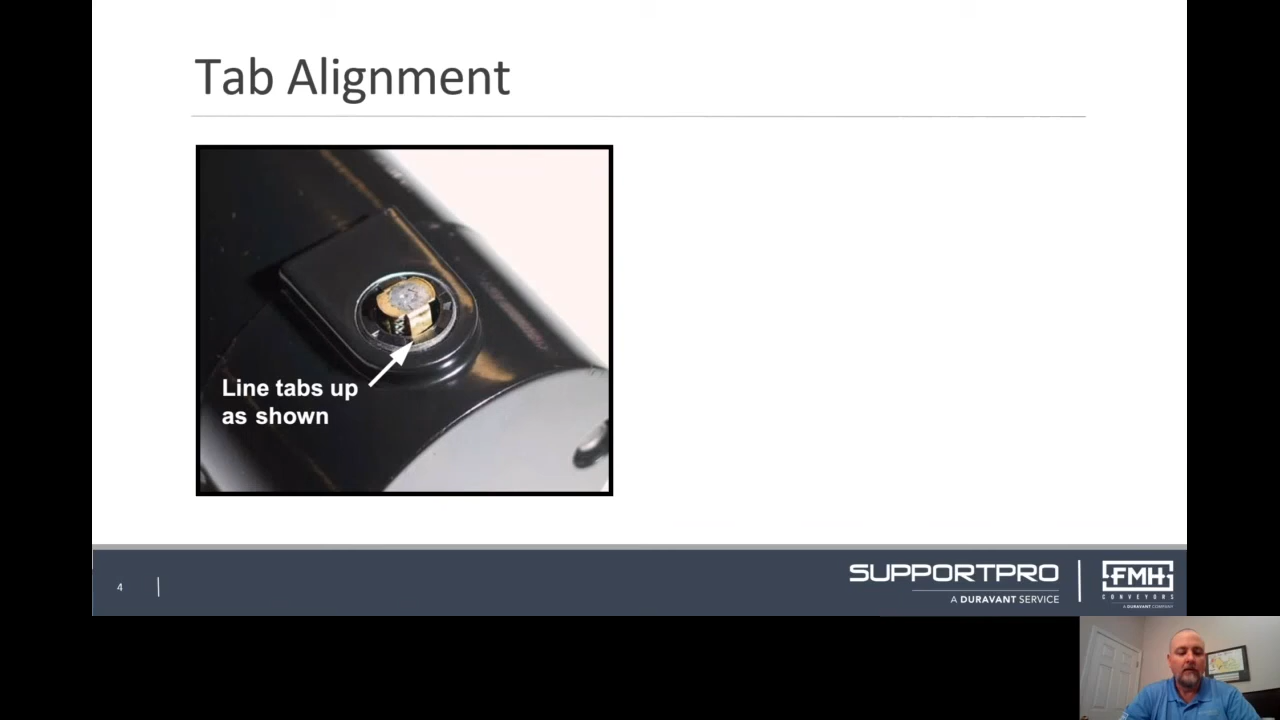 Tab Alignment
Line tabs up
as shown
4
SUPPORTPRO
A DURAVANT SERVICE
FMH
CONVEYORS
A DURAVANT COMPANY